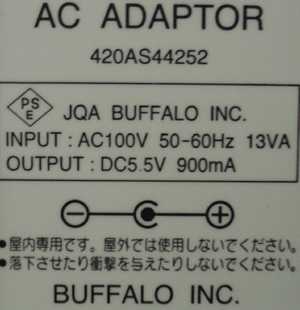 AC ADAPTOR
420AS44252
PS
E
JQA BUFFALO INC.
INPUT : AC100V 50-60Hz 13VA
OUTPUT : DC5.5V 900mA
●屋内専用です。屋外では使用しないでください。
●落下させたり衝撃を与えたりしないでください。
BUFFALO INC.